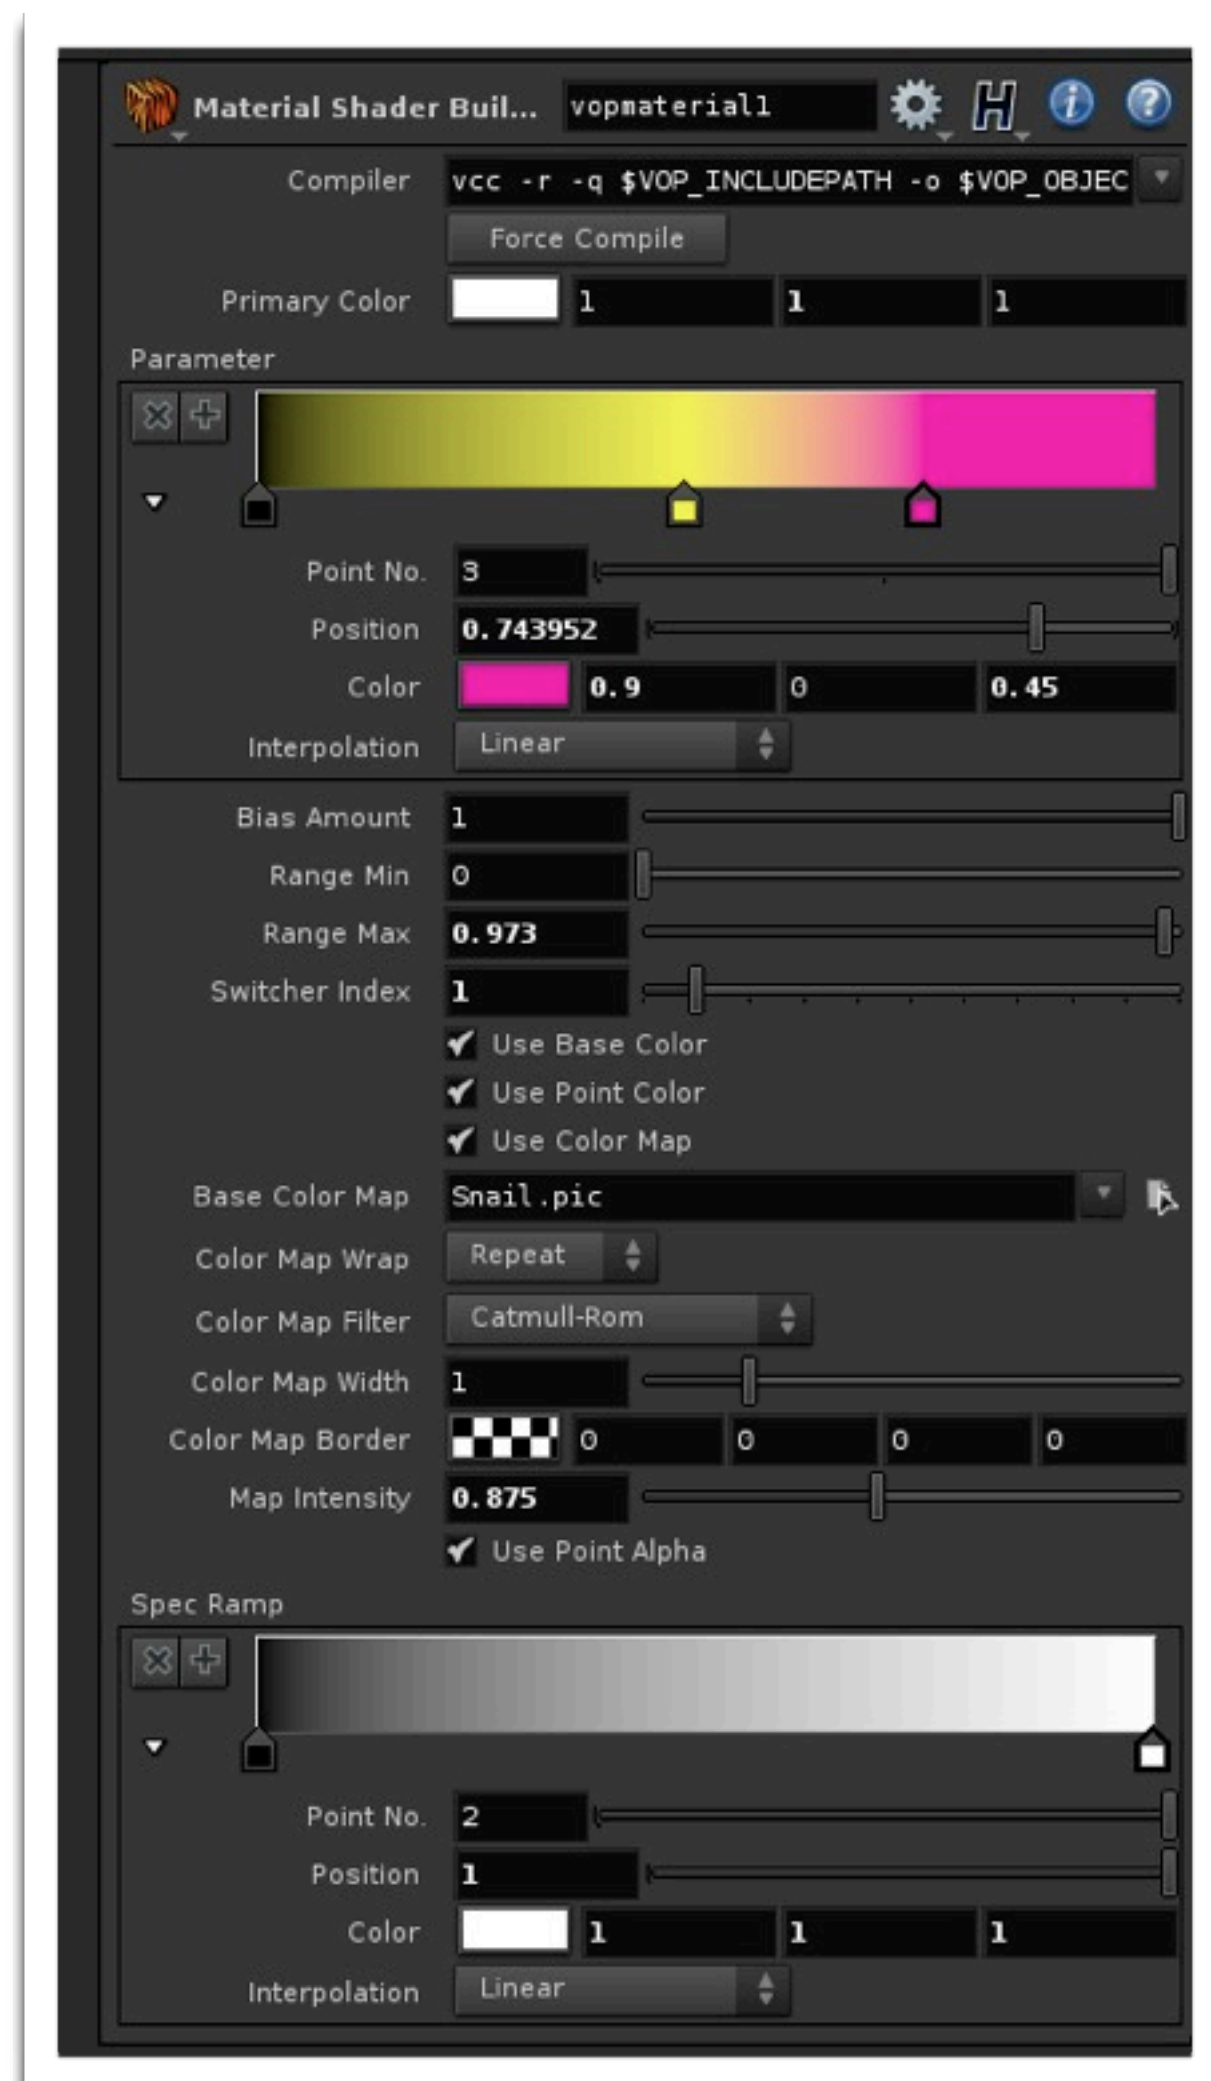 Material Shader Buil... vopmaterial1
Compiler vcc -r -q $VOP_INCLUDEPATH -o $VOP_OBJEC
Force Compile
Primary Color 1 1 1
Parameter
Point No. 3
Position 0.743952
Color 0.9 0 0.45
Interpolation Linear
Bias Amount 1
Range Min 0
Range Max 0.973
Switcher Index 1
Use Base Color
Use Point Color
Use Color Map
Base Color Map Snail.pic
Color Map Wrap Repeat
Color Map Filter Catmull-Rom
Color Map Width 1
Color Map Border 0 0 0 0
Map Intensity 0.875
Use Point Alpha
Spec Ramp
Point No. 2
Position 1
Color 1 1 1
Interpolation Linear